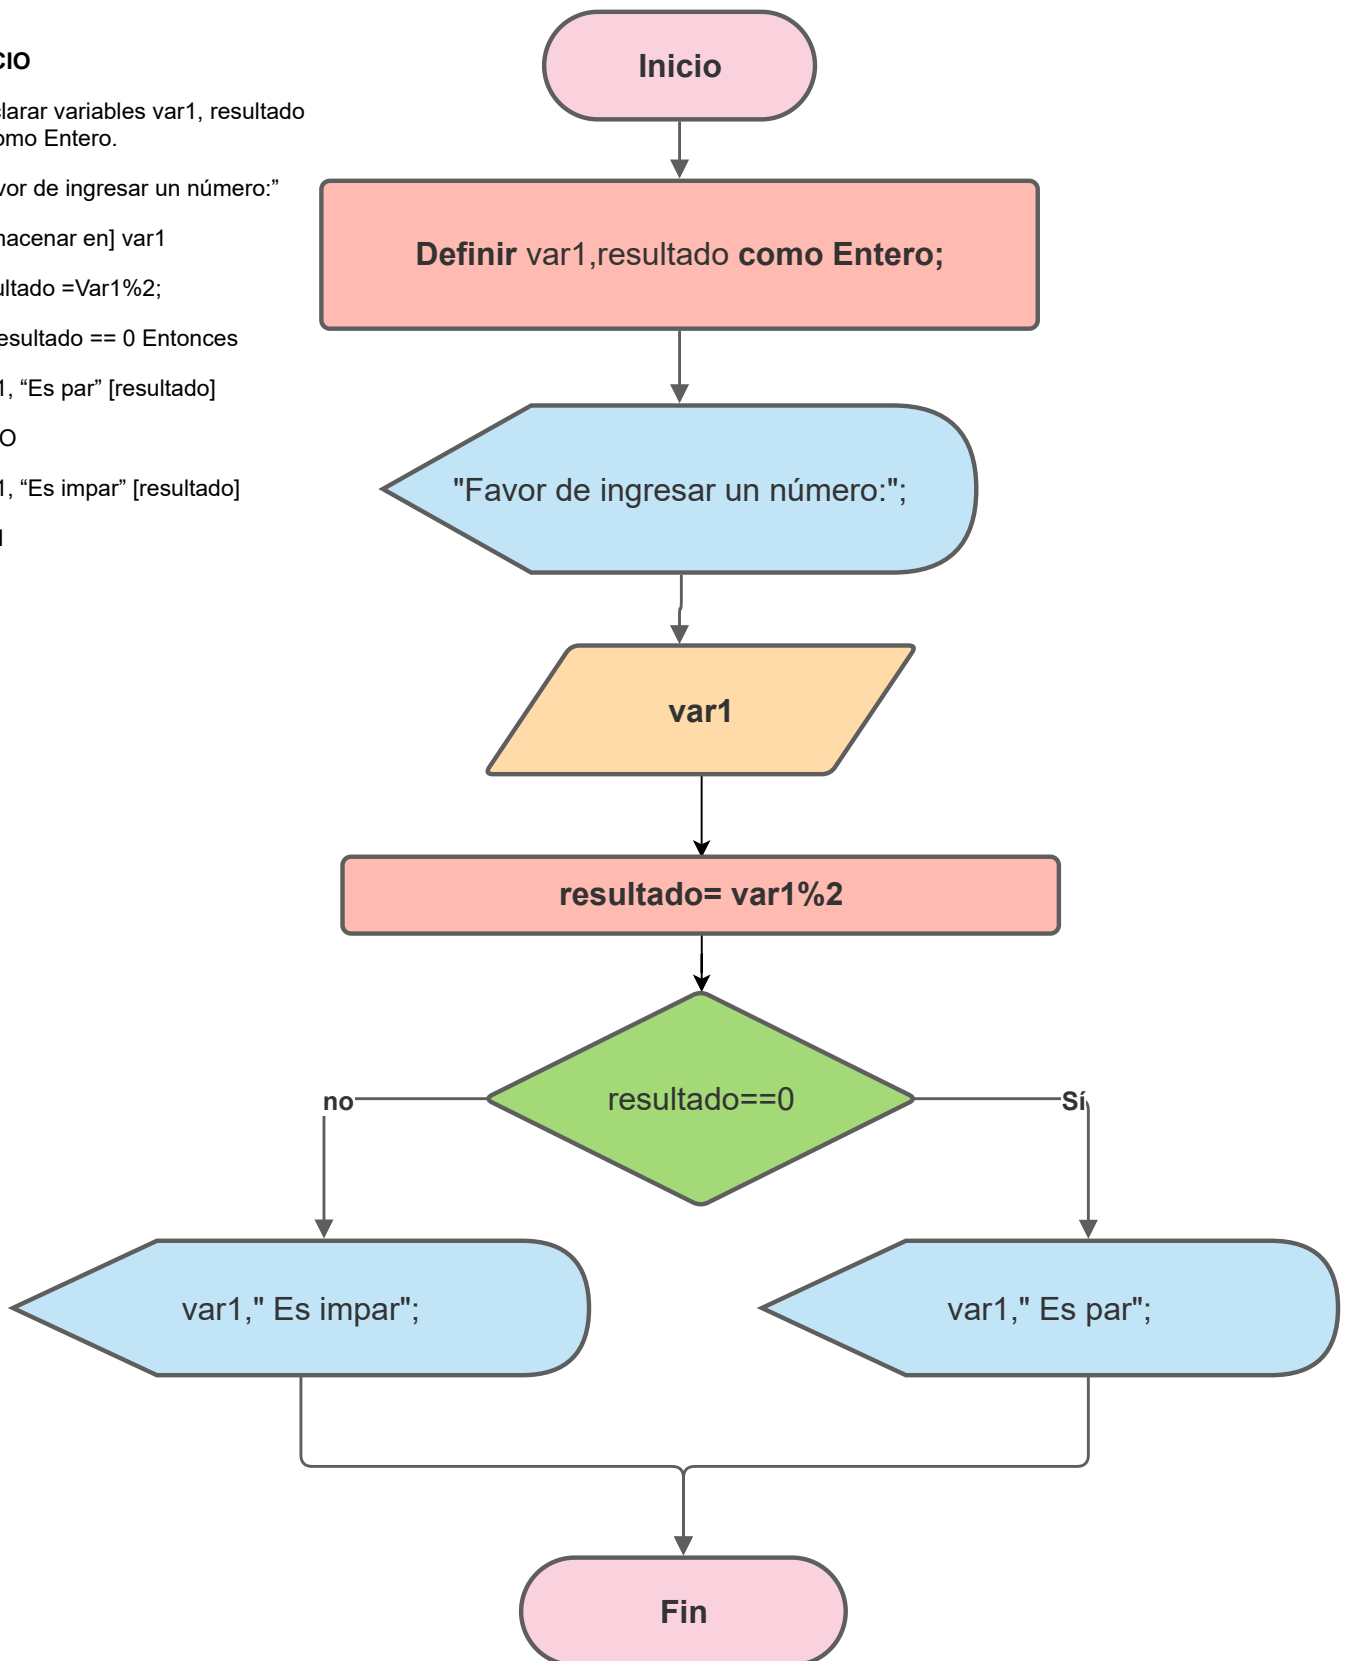 CIO
clarar variables var1, resultado
omo Entero.
vor de ingresar un número:”
nacenar en] var1
ultado =Var1%2;
esultado == 0 Entonces
1, “Es par” [resultado]
O
1, “Es impar” [resultado]
Inicio
Definir var1,resultado como Entero;
"Favor de ingresar un número:";
var1
resultado= var1%2
resultado==0
no
Sí
var1," Es impar";
var1," Es par";
Fin